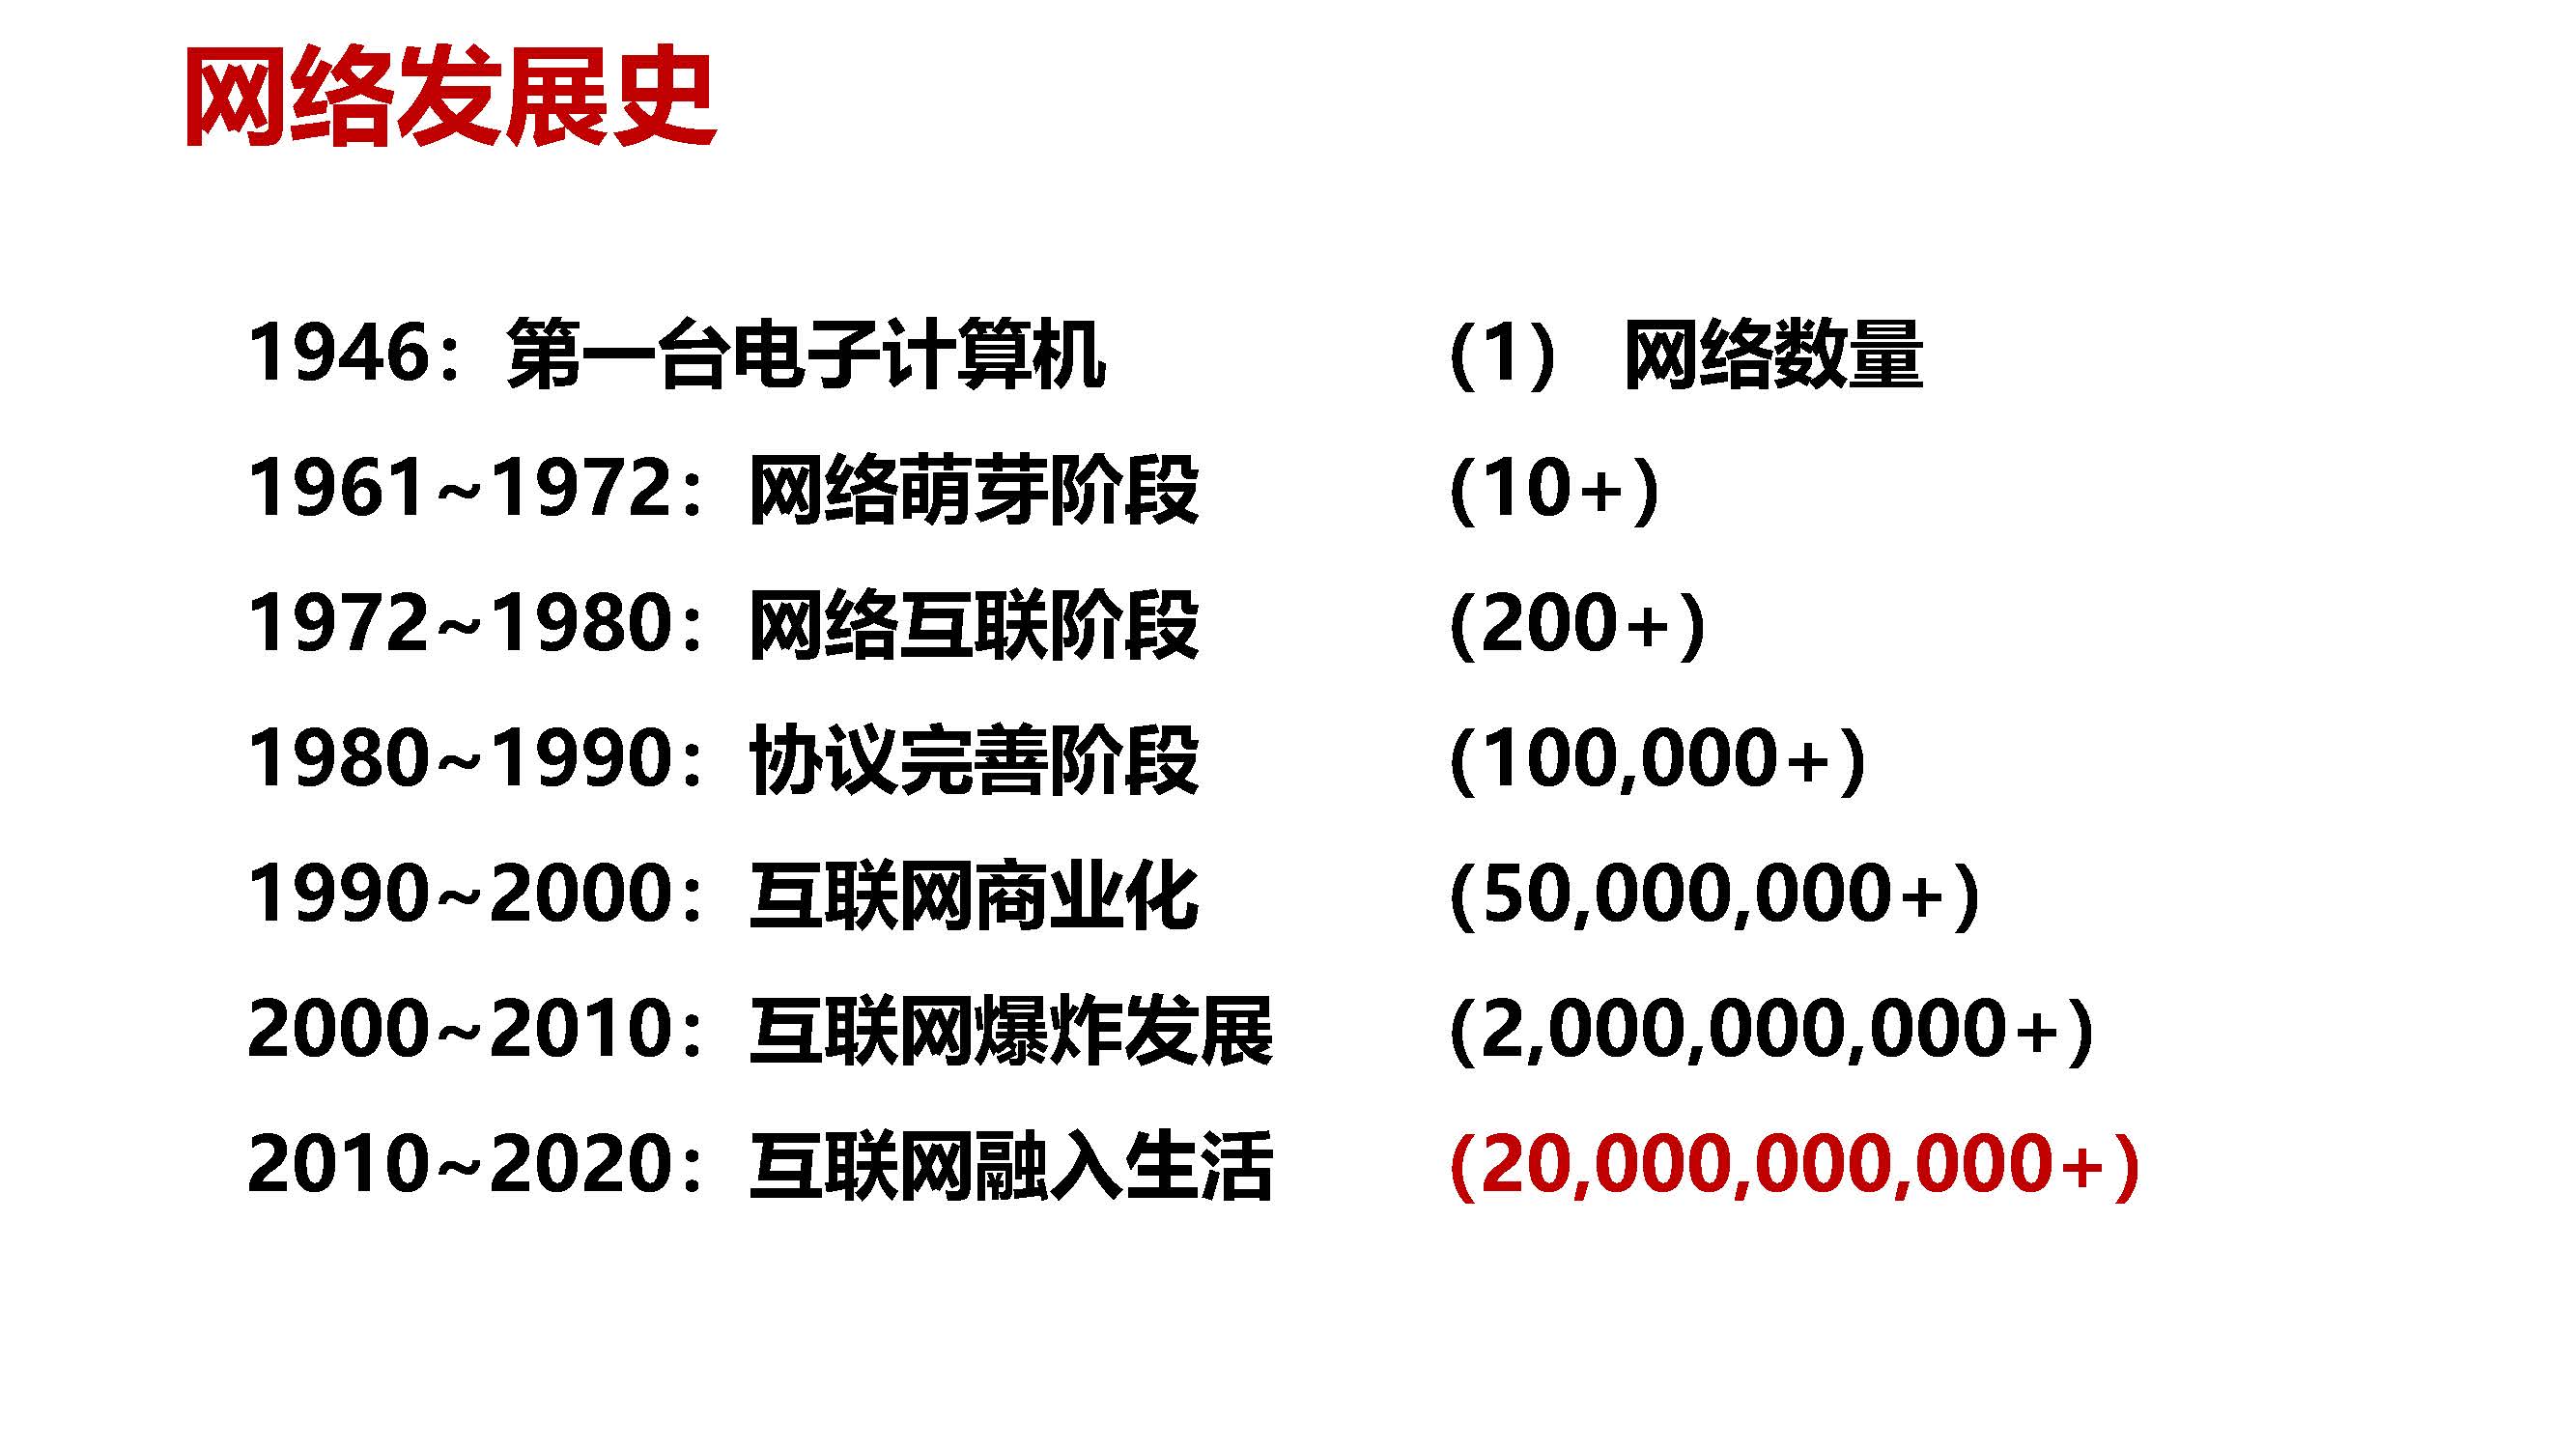 网络发展史
1946：第一台电子计算机 (1) 网络数量
1961~1972：网络萌芽阶段 (10+)
1972~1980：网络互联阶段 (200+)
1980~1990：协议完善阶段 (100,000+)
1990~2000：互联网商业化 (50,000,000+)
2000~2010：互联网爆炸发展 (2,000,000,000+)
2010~2020：互联网融入生活 (20,000,000,000+)